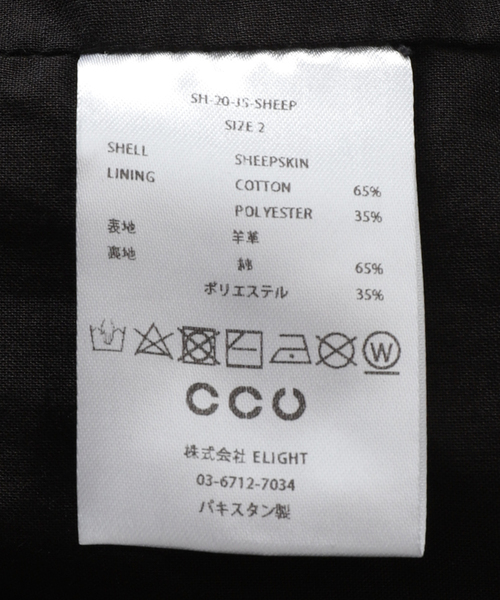 SH-20-JS-SHEEP
SIZE 2
SHELL SHEEPSKIN
LINING COTTON 65%
POLYESTER 35%
表地 羊革
裏地 綿 65%
ポリエステル 35%
W
CCU
株式会社 ELIGHT
03-6712-7034
パキスタン製